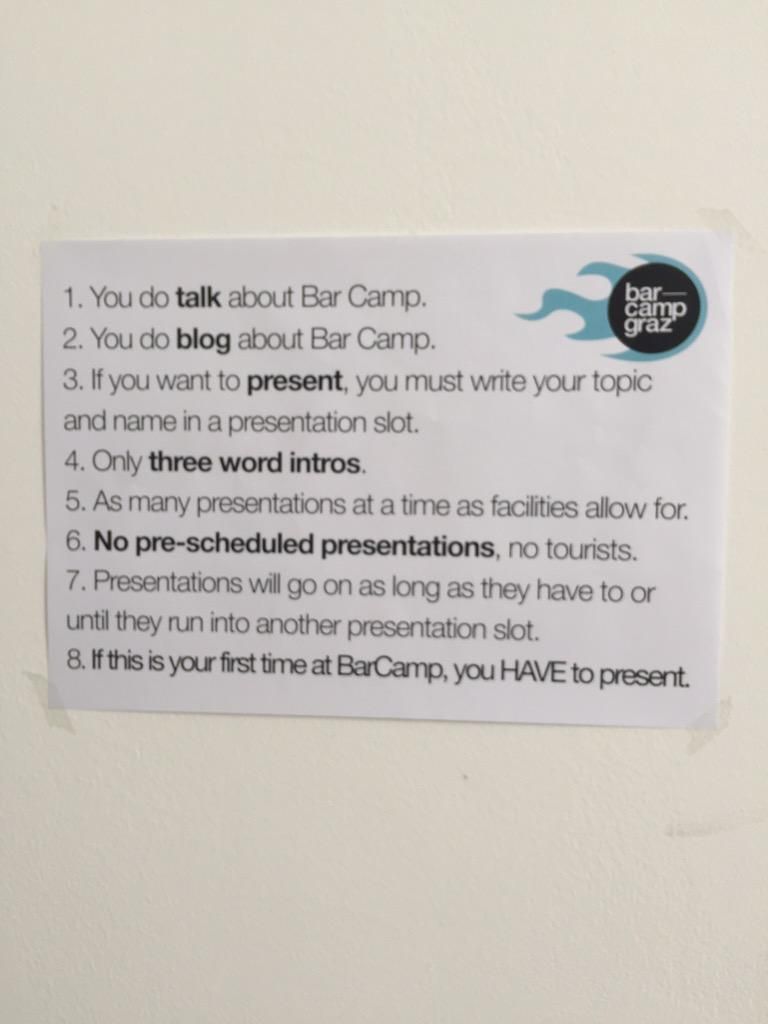 bar—
camp
graz
1. You do talk about Bar Camp.
2. You do blog about Bar Camp.
3. If you want to present, you must write your topic
and name in a presentation slot.
4. Only three word intros.
5. As many presentations at a time as facilities allow for.
6. No pre-scheduled presentations, no tourists.
7. Presentations will go on as long as they have to or
until they run into another presentation slot.
8. If this is your first time at BarCamp, you HAVE to present.